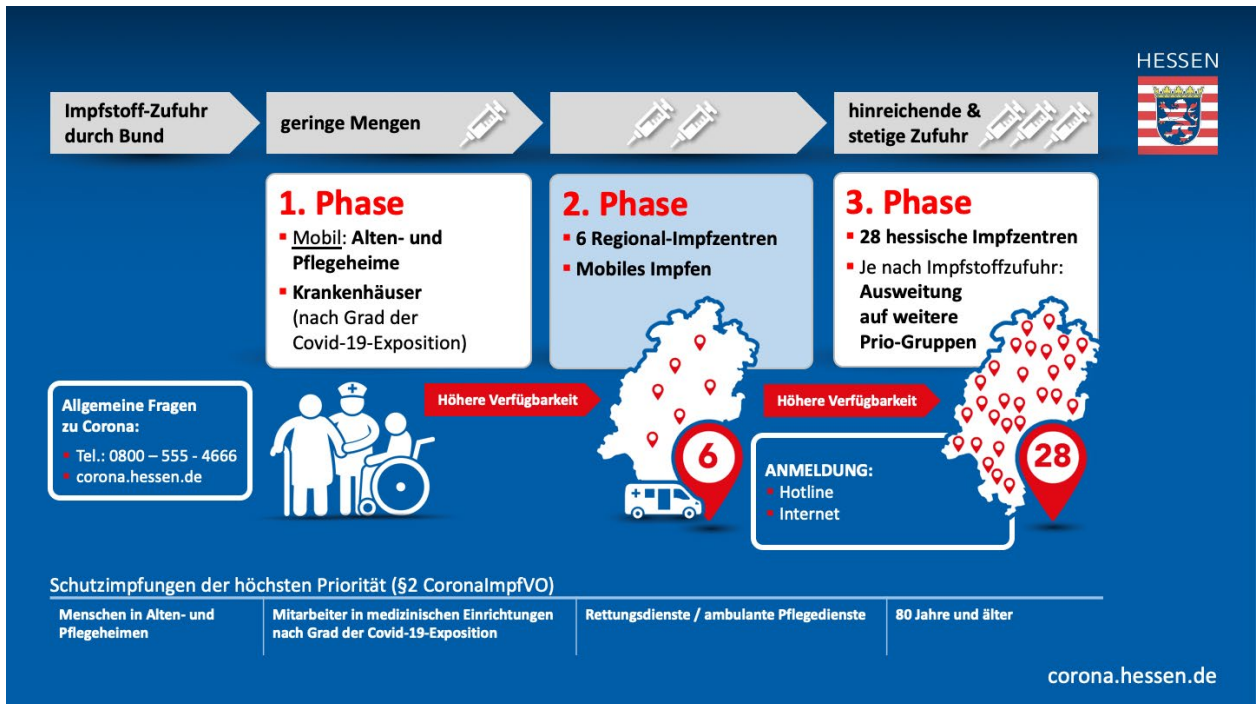 HESSEN
Impfstoff-Zufuhr
durch Bund
geringe Mengen
hinreichende &
stetige Zufuhr
1. Phase
▪ Mobil: Alten- und
Pflegeheime
▪ Krankenhäuser
(nach Grad der
Covid-19-Exposition)
2. Phase
▪ 6 Regional-Impfzentren
▪ Mobiles Impfen
3. Phase
▪ 28 hessische Impfzentren
▪ Je nach Impfstoffzufuhr:
Ausweitung
auf weitere
Prio-Gruppen
Allgemeine Fragen
zu Corona:
▪ Tel.: 0800 – 555 - 4666
▪ corona.hessen.de
Höhere Verfügbarkeit
6
Höhere Verfügbarkeit
28
ANMELDUNG:
▪ Hotline
▪ Internet
Schutzimpfungen der höchsten Priorität (§2 CoronaImpfVO)
Menschen in Alten- und
Pflegeheimen
Mitarbeiter in medizinischen Einrichtungen
nach Grad der Covid-19-Exposition
Rettungsdienste / ambulante Pflegedienste
80 Jahre und älter
corona.hessen.de